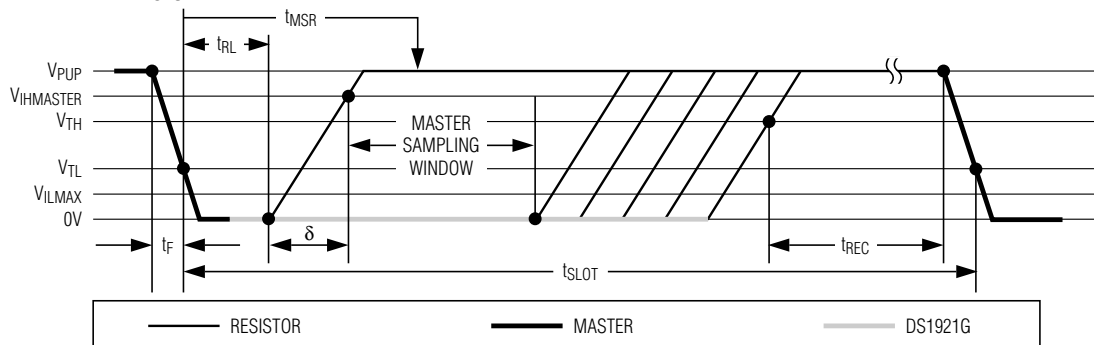 tMSR
tRL
VPUP
VIHMASTER
VTH
MASTER
SAMPLING
WINDOW
VTL
VILMAX
0V
tF
δ
tREC
tSLOT
RESISTOR MASTER DS1921G